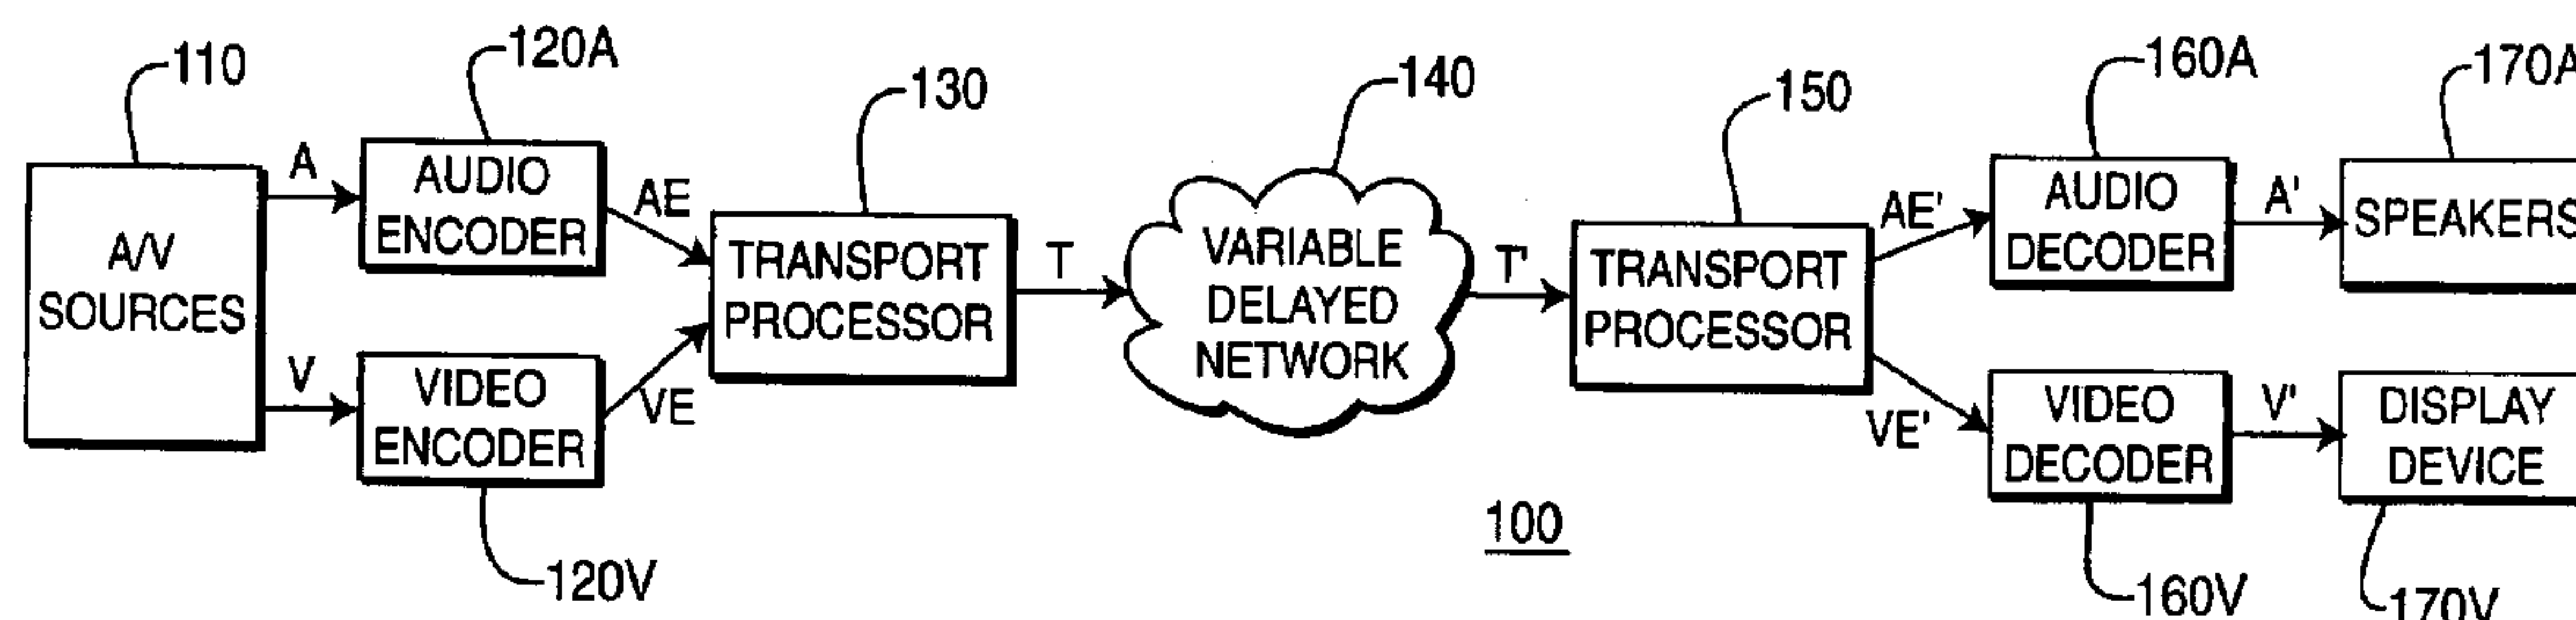 110
120A
130
140
150
160A
170A
A/V
SOURCES
A
V
AUDIO
ENCODER
VIDEO
ENCODER
AE
VE
TRANSPORT
PROCESSOR
T
VARIABLE
DELAYED
NETWORK
T'
TRANSPORT
PROCESSOR
AE'
VE'
AUDIO
DECODER
VIDEO
DECODER
A'
V'
SPEAKERS
DISPLAY
DEVICE
100
120V
160V
170V